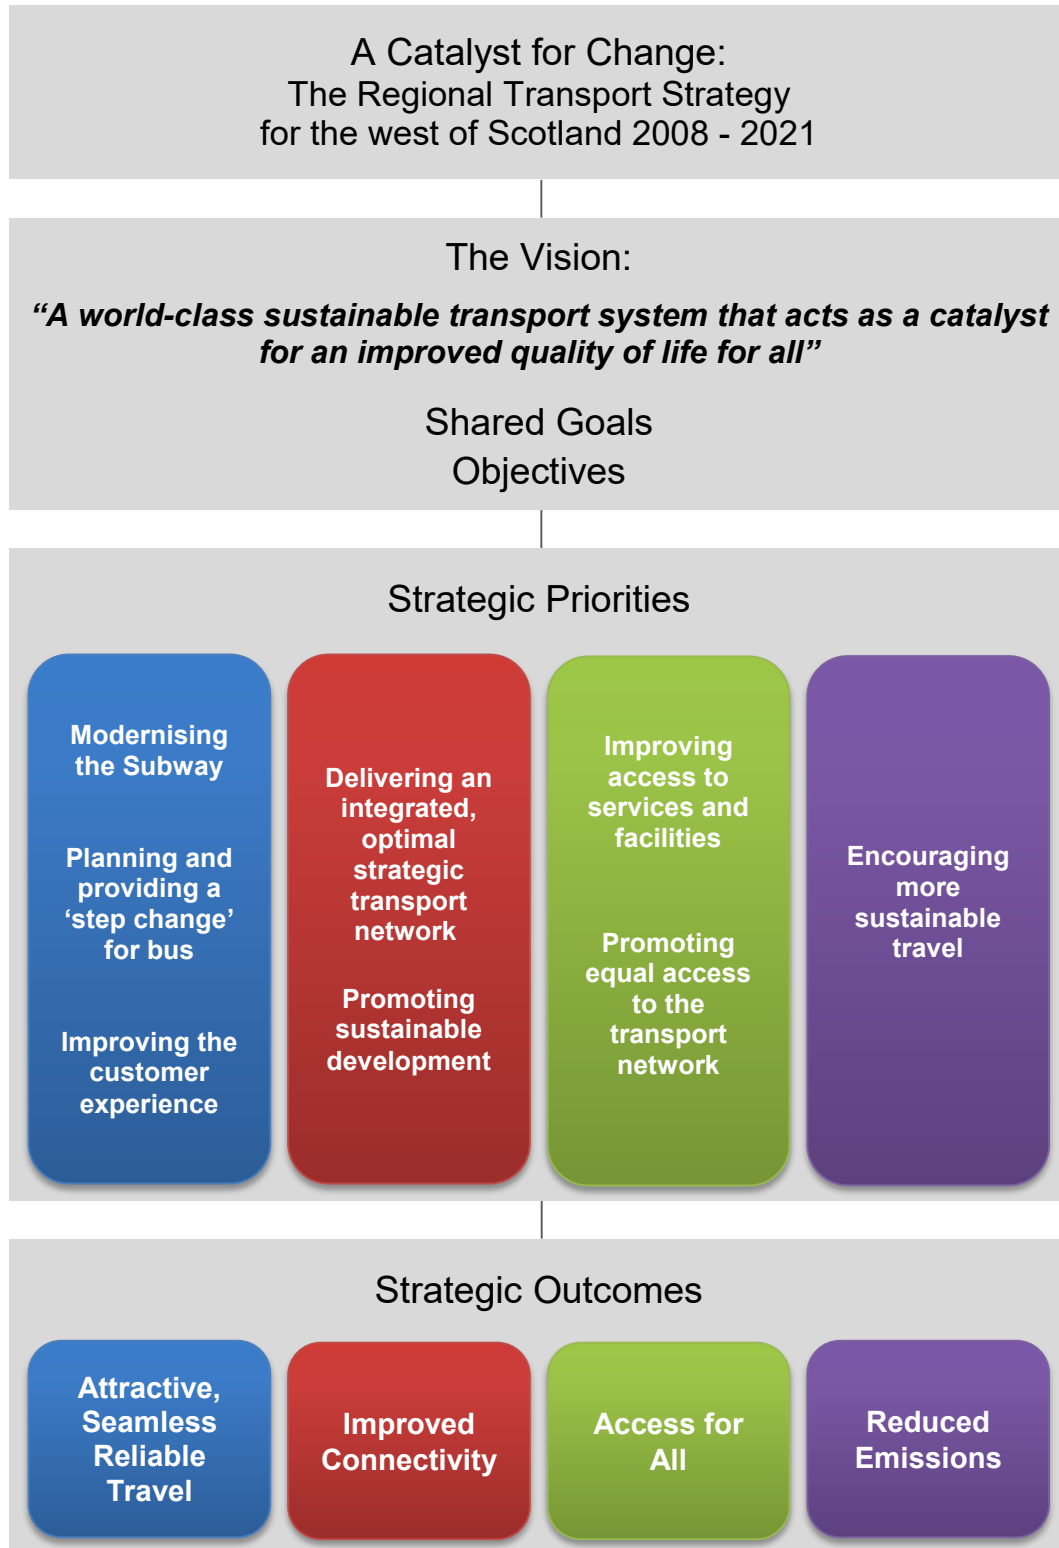 A Catalyst for Change:
The Regional Transport Strategy
for the west of Scotland 2008 - 2021
The Vision:
“A world-class sustainable transport system that acts as a catalyst
for an improved quality of life for all”
Shared Goals
Objectives
Strategic Priorities
Modernising
the Subway
Planning and
providing a
‘step change’
for bus
Improving the
customer
experience
Delivering an
integrated,
optimal
strategic
transport
network
Promoting
sustainable
development
Improving
access to
services and
facilities
Promoting
equal access
to the
transport
network
Encouraging
more
sustainable
travel
Strategic Outcomes
Attractive,
Seamless
Reliable
Travel
Improved
Connectivity
Access for
All
Reduced
Emissions